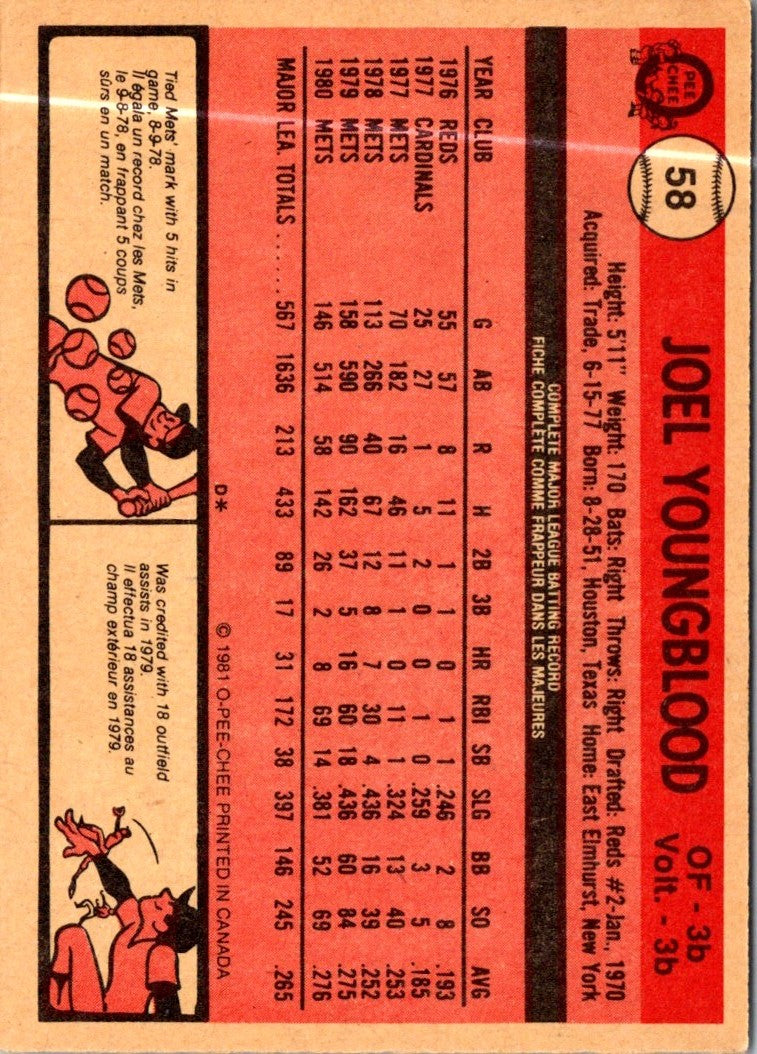 O PEE CHEE
58
JOEL YOUNGBLOOD
OF - 3b
Volt. - 3b
Height: 5'11" Weight: 170 Bats: Right Throws: Right Drafted: Reds #2-Jan., 1970
Acquired: Trade, 6-15-77 Born: 8-28-51, Houston, Texas Home: East Elmhurst, New York
COMPLETE MAJOR LEAGUE BATTING RECORD
FICHE COMPLETE COMME FRAPPEUR DANS LES MAJEURES
YEAR CLUB G AB R H 2B 3B HR RBI SB SLG BB SO AVG
1976 REDS 55 57 8 11 1 1 0 1 1 .246 2 8 .193
1977 CARDINALS 25 27 1 5 2 0 0 1 0 .259 3 5 .185
1977 METS 70 182 16 46 11 1 0 11 1 .324 13 40 .253
1978 METS 113 266 40 67 12 8 7 30 4 .436 16 39 .252
1979 METS 158 590 90 162 37 5 16 60 18 .436 60 84 .275
1980 METS 146 514 58 142 26 2 8 69 14 .381 52 69 .276
MAJOR LEA. TOTALS ...... 567 1636 213 433 89 17 31 172 38 .397 146 245 .265
D* © 1981 O-PEE-CHEE PRINTED IN CANADA
Tied Mets' mark with 5 hits in
game, 8-9-78.
Il égala un record chez les Mets,
le 9-8-78, en frappant 5 coups
sûrs en un match.
Was credited with 18 outfield
assists in 1979.
Il effectua 18 assistances au
champ extérieur en 1979.